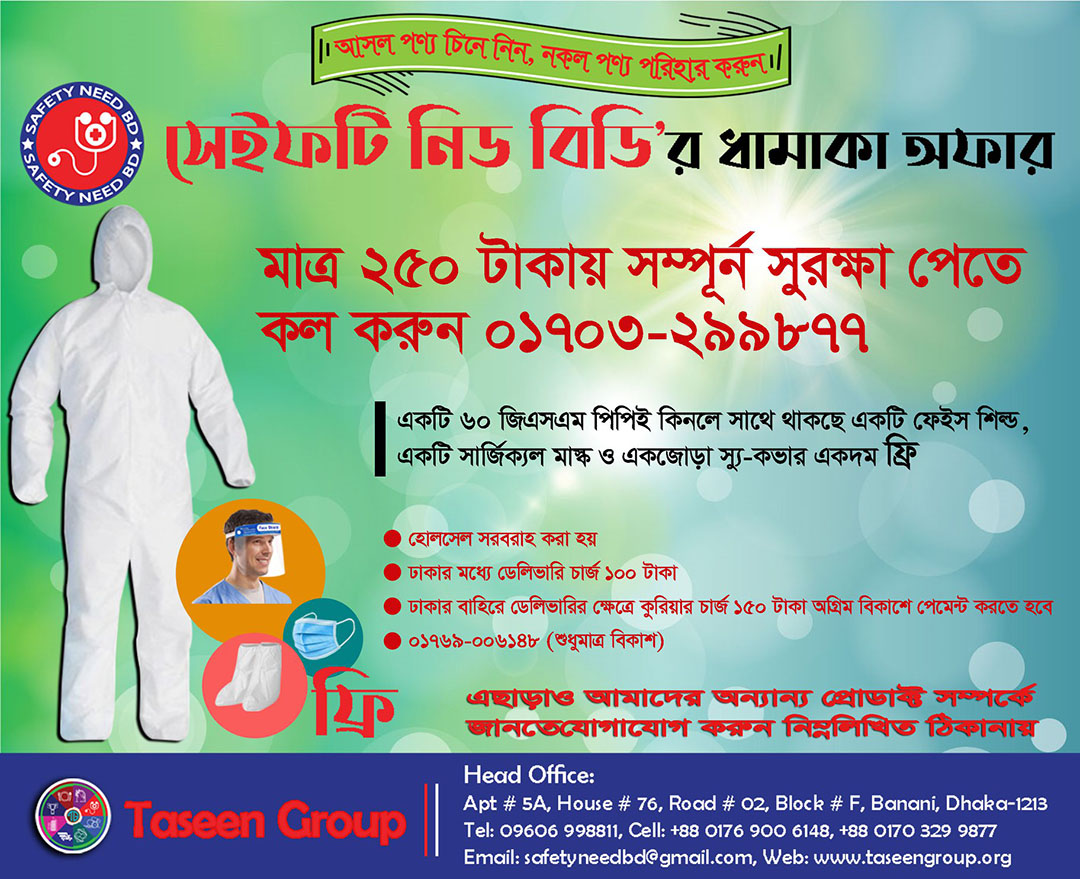 আসল পণ্য চিনে নিন, নকল পণ্য পরিহার করুন।
SAFETY NEED BD
SAFETY NEED BD
সেইফটি নিড বিডি'র ধামাকা অফার
মাত্র ২৫০ টাকায় সম্পূর্ন সুরক্ষা পেতে
কল করুন ০১৭০৩-২৯৯৮৭৭
একটি ৬০ জিএসএম পিপিই কিনলে সাথে থাকছে একটি ফেইস শিল্ড,
একটি সার্জিক্যল মাস্ক ও একজোড়া স্যু-কভার একদম ফ্রি
হোলসেল সরবরাহ করা হয়
ঢাকার মধ্যে ডেলিভারি চার্জ ১০০ টাকা
ঢাকার বাহিরে ডেলিভারির ক্ষেত্রে কুরিয়ার চার্জ ১৫০ টাকা অগ্রিম বিকাশে পেমেন্ট করতে হবে
০১৭৬৯-০০৬১৪৮ (শুধুমাত্র বিকাশ)
ফ্রি
এছাড়াও আমাদের অন্যান্য প্রোডাক্ট সম্পর্কে
জানতেযোগাযোগ করুন নিম্নলিখিত ঠিকানায়
Taseen Group
Head Office:
Apt # 5A, House # 76, Road # 02, Block # F, Banani, Dhaka-1213
Tel: 09606 998811, Cell: +88 0176 900 6148, +88 0170 329 9877
Email: safetyneedbd@gmail.com, Web: www.taseengroup.org